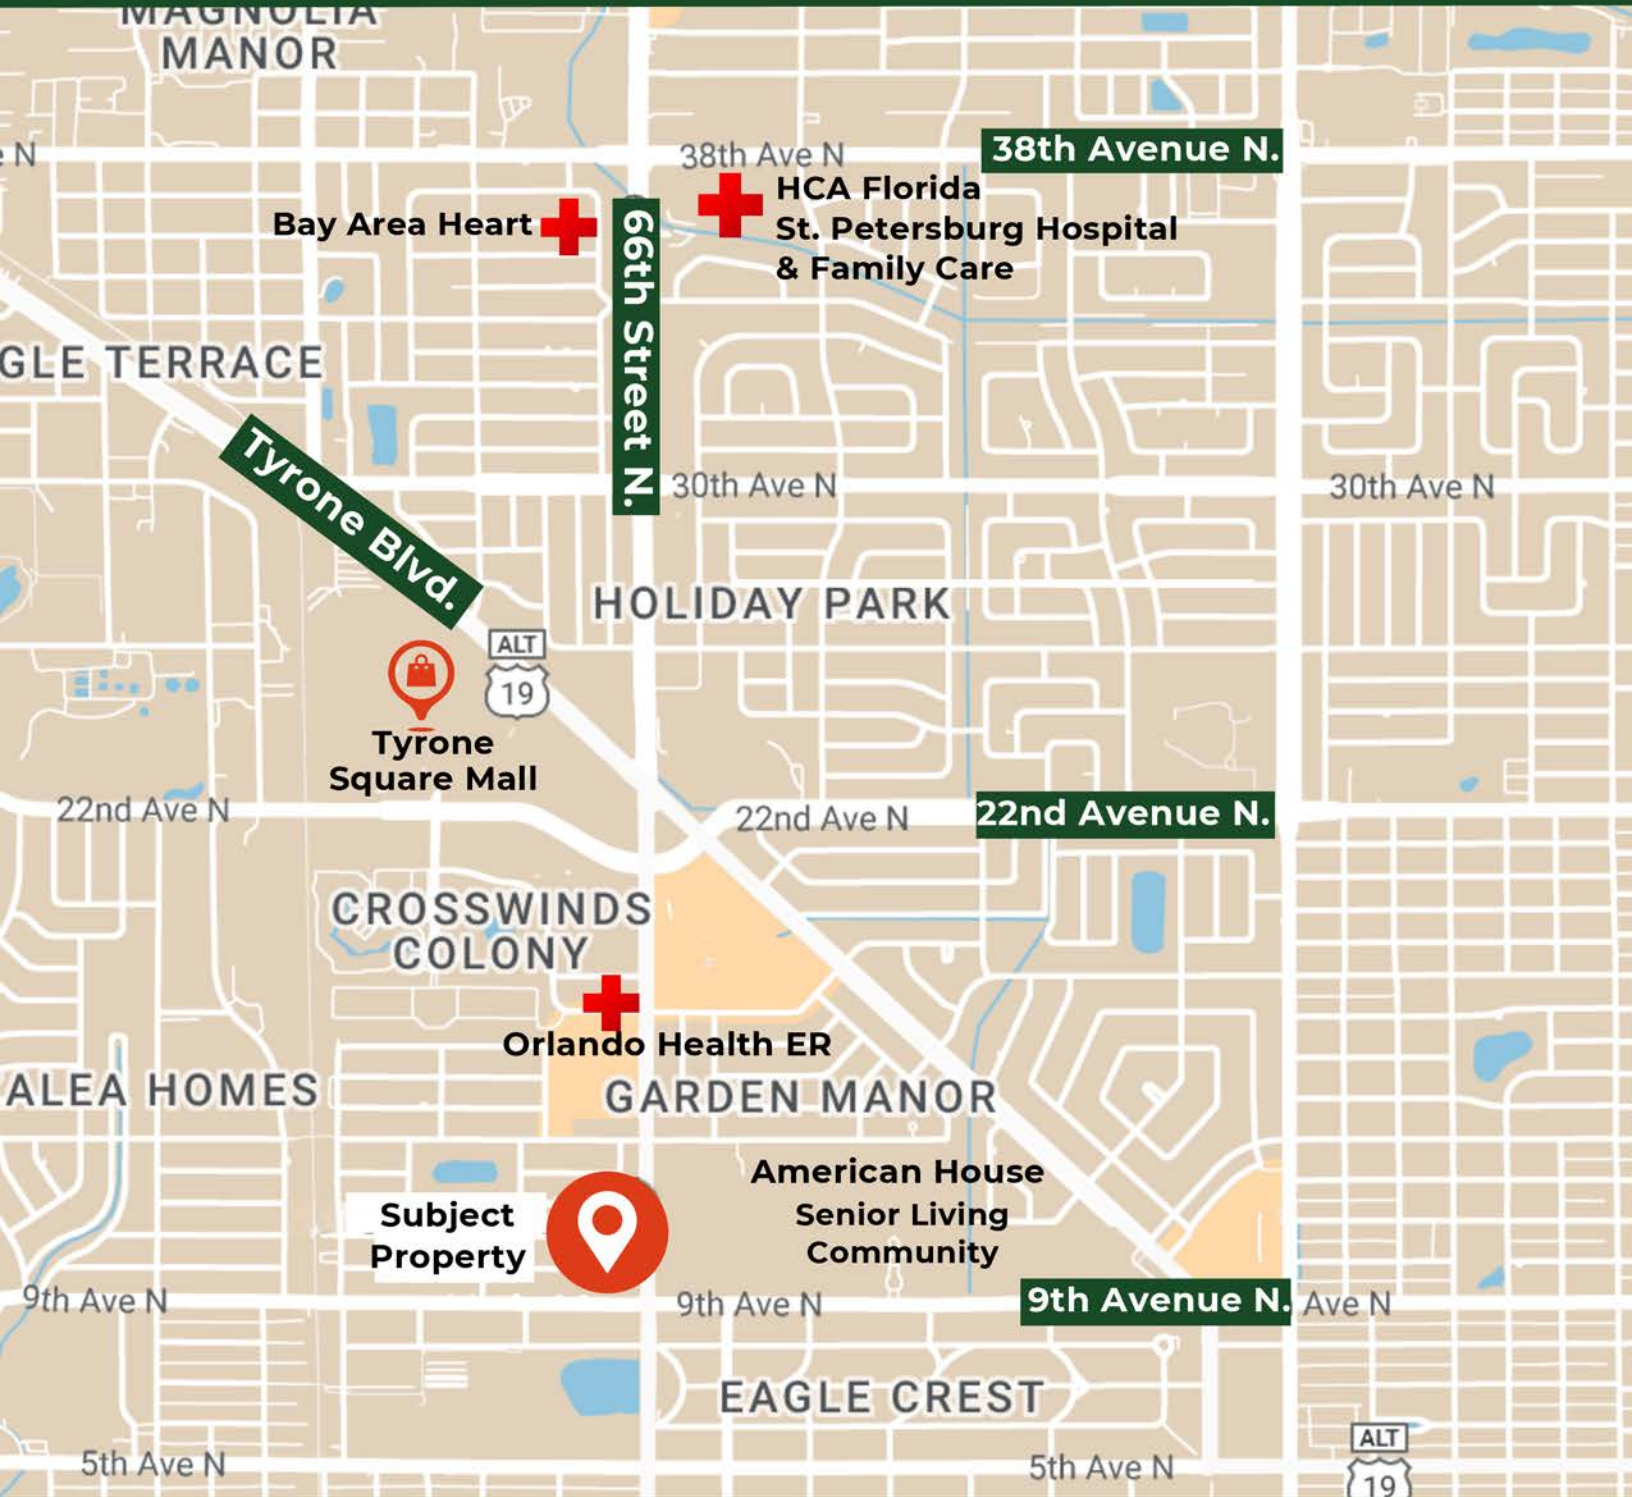 MAGNOLIA
MANOR
e N
38th Ave N
38th Avenue N.
HCA Florida
St. Petersburg Hospital
& Family Care
Bay Area Heart
66th Street N.
GLE TERRACE
Tyrone Blvd.
30th Ave N
30th Ave N
HOLIDAY PARK
ALT
19
Tyrone
Square Mall
22nd Ave N
22nd Ave N
22nd Avenue N.
CROSSWINDS
COLONY
Orlando Health ER
ALEA HOMES
GARDEN MANOR
American House
Senior Living
Community
Subject
Property
9th Ave N
9th Ave N
9th Avenue N.
Ave N
EAGLE CREST
ALT
19
5th Ave N
5th Ave N